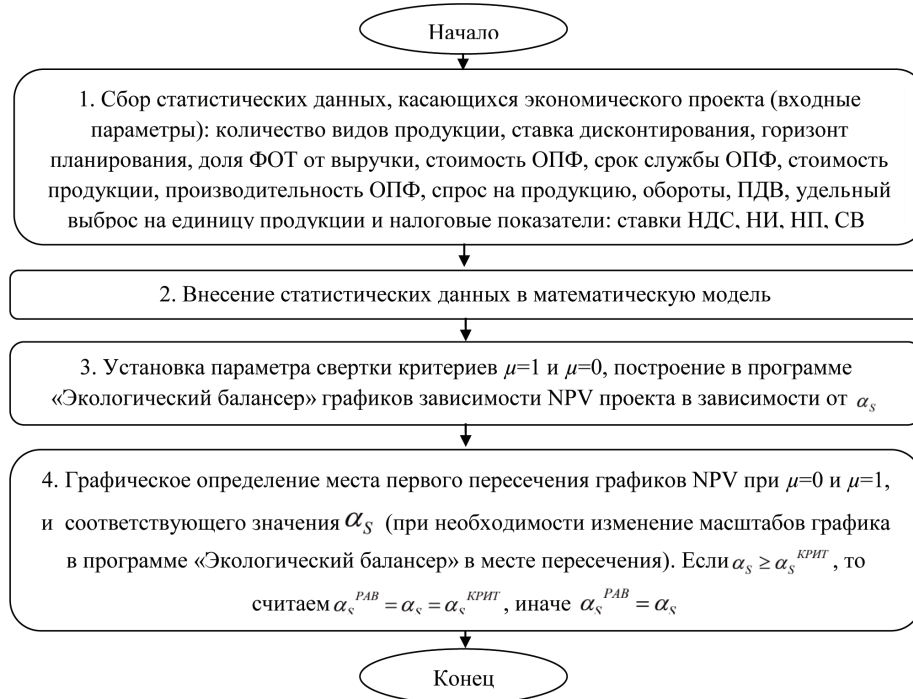 Начало
1. Сбор статистических данных, касающихся экономического проекта (входные
параметры): количество видов продукции, ставка дисконтирования, горизонт
планирования, доля ФОТ от выручки, стоимость ОПФ, срок службы ОПФ, стоимость
продукции, производительность ОПФ, спрос на продукцию, обороты, ПДВ, удельный
выброс на единицу продукции и налоговые показатели: ставки НДС, НИ, НП, СВ
2. Внесение статистических данных в математическую модель
3. Установка параметра свертки критериев μ=1 и μ=0, построение в программе
«Экологический балансер» графиков зависимости NPV проекта в зависимости от α_S
4. Графическое определение места первого пересечения графиков NPV при μ=0 и μ=1,
и соответствующего значения α_S (при необходимости изменение масштабов графика
в программе «Экологический балансер» в месте пересечения). Если α_S ≥ α_S^КРИТ, то
считаем α_S^РАВ = α_S = α_S^КРИТ, иначе α_S^РАВ = α_S
Конец